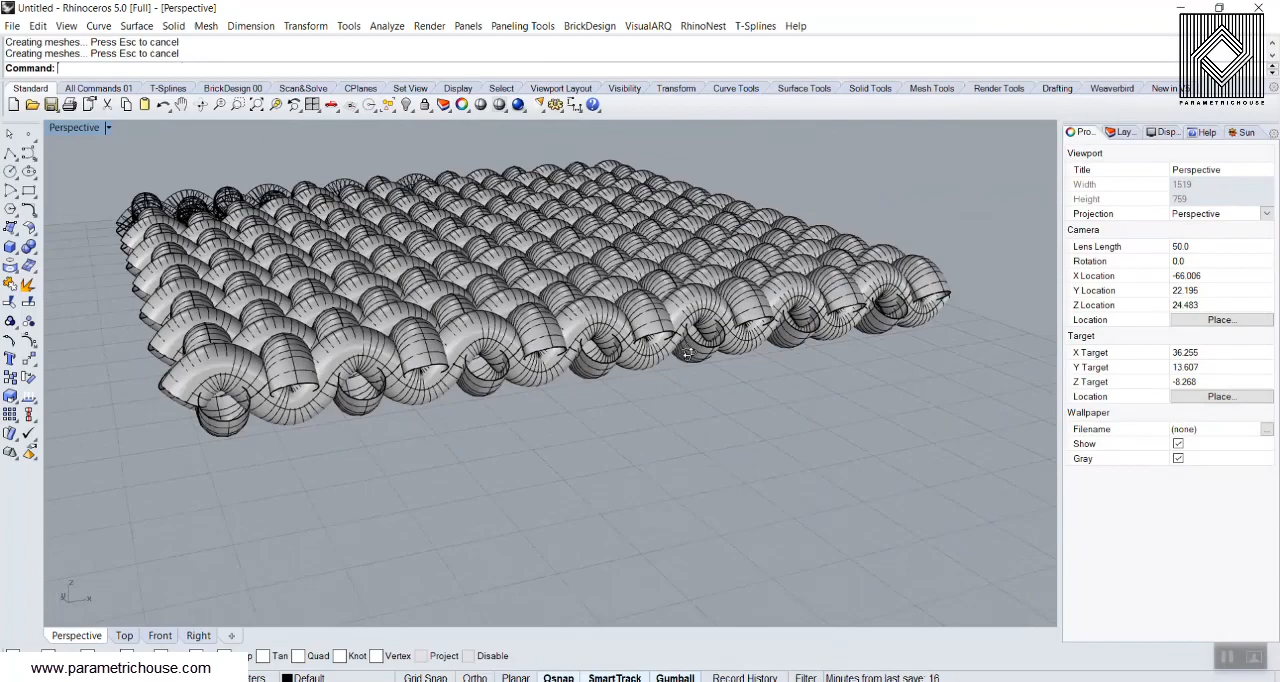 Untitled - Rhinoceros 5.0 [Full] - [Perspective]
File Edit View Curve Surface Solid Mesh Dimension Transform Tools Analyze Render Panels Paneling Tools BrickDesign VisualARQ RhinoNest T-Splines Help
Creating meshes... Press Esc to cancel
Creating meshes... Press Esc to cancel
Command:
PARAMETRICHOUSE
Standard All Commands 01 T-Splines BrickDesign 00 Scan&Solve CPlanes Set View Display Select Viewport Layout Visibility Transform Curve Tools Surface Tools Solid Tools Mesh Tools Render Tools Drafting Weaverbird New in V
Perspective
Pro... Lay... Disp... Help Sun
Viewport
Title Perspective
Width 1519
Height 759
Projection Perspective
Camera
Lens Length 50.0
Rotation 0.0
X Location -66.006
Y Location 22.195
Z Location 24.483
Location Place...
Target
X Target 36.255
Y Target 13.607
Z Target -8.268
Location Place...
Wallpaper
Filename (none) ...
Show
Gray
z
y x
Perspective Top Front Right
p Tan Quad Knot Vertex Project Disable
www.parametrichouse.com
eters Default Grid Snap Ortho Planar Osnap SmartTrack Gumball Record History Filter Minutes from last save: 16